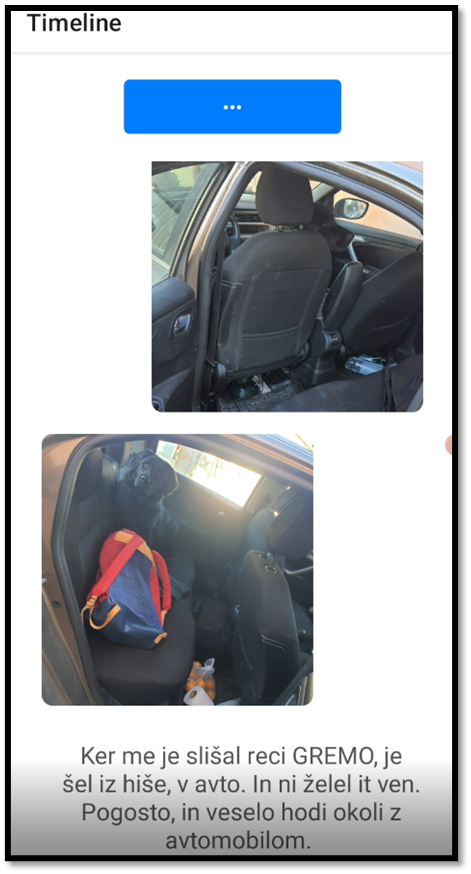 Timeline
...
Ker me je slišal reci GREMO, je
šel iz hiše, v avto. In ni želel it ven.
Pogosto, in veselo hodi okoli z
avtomobilom.